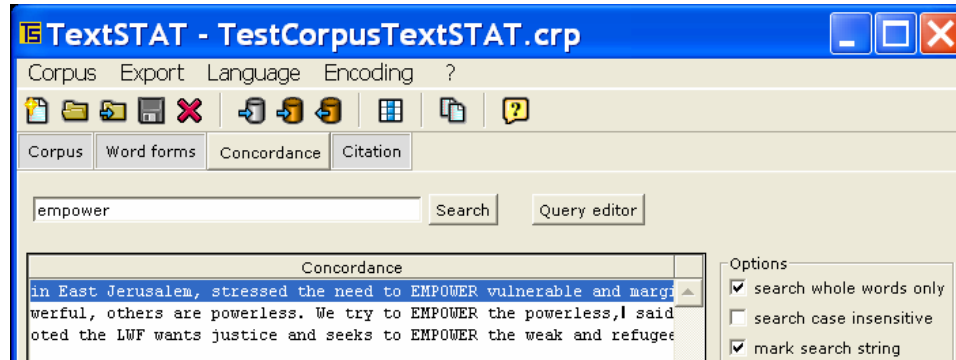 TextSTAT - TestCorpusTextSTAT.crp
Corpus Export Language Encoding ?
Corpus Word forms Concordance Citation
empower Search Query editor
Concordance
in East Jerusalem, stressed the need to EMPOWER vulnerable and margi
werful, others are powerless. We try to EMPOWER the powerless, said
oted the LWF wants justice and seeks to EMPOWER the weak and refugee
Options
search whole words only
search case insensitive
mark search string